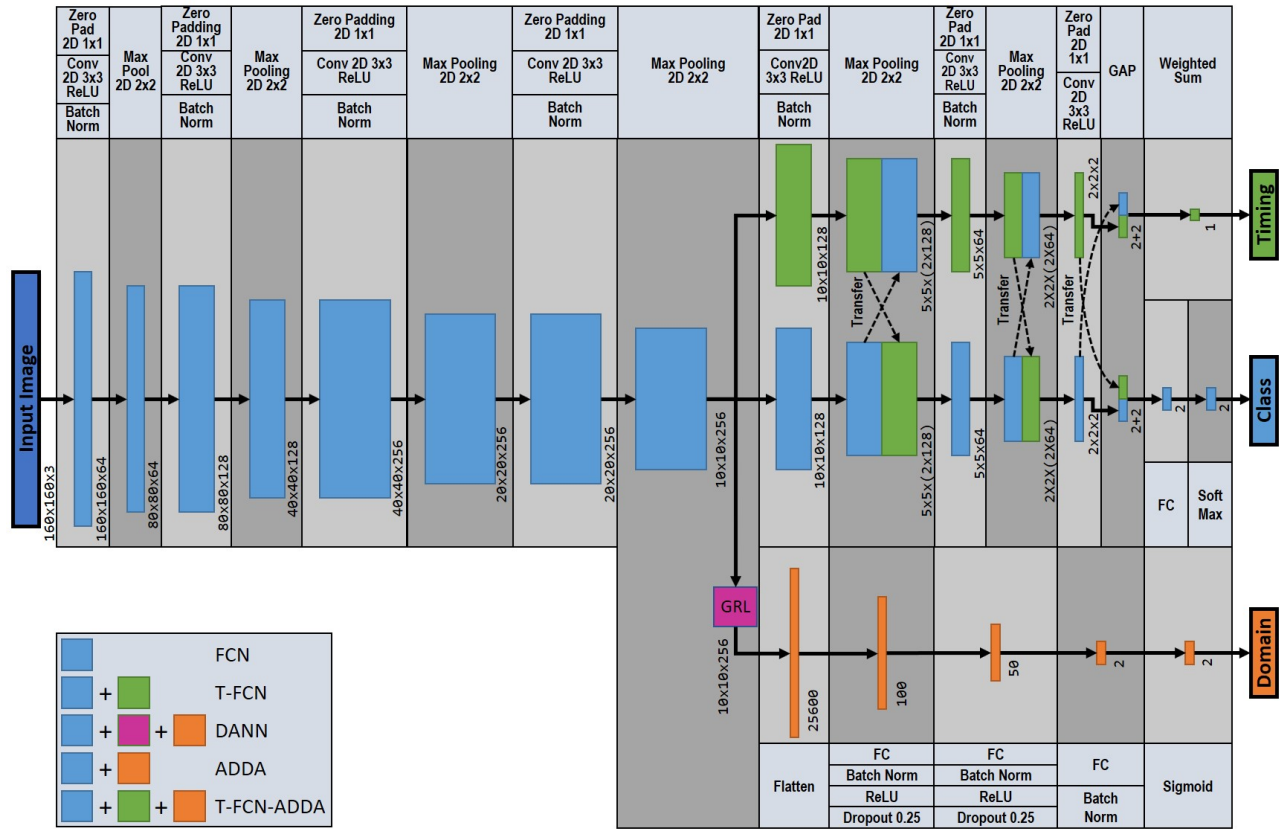 Zero
Pad
2D 1x1
Conv
2D 3x3
ReLU
Batch
Norm
Max
Pool
2D 2x2
Zero
Padding
2D 1x1
Conv
2D 3x3
ReLU
Batch
Norm
Max
Pooling
2D 2x2
Zero Padding
2D 1x1
Conv 2D 3x3
ReLU
Batch
Norm
Max Pooling
2D 2x2
Zero Padding
2D 1x1
Conv 2D 3x3
ReLU
Batch
Norm
Max Pooling
2D 2x2
Zero Pad
2D 1x1
Conv2D
3x3 ReLU
Batch
Norm
Max Pooling
2D 2x2
Zero
Pad
2D 1x1
Conv
2D 3x3
ReLU
Batch
Norm
Max
Pooling
2D 2x2
Zero
Pad
2D
1x1
Conv
2D
3x3
ReLU
GAP
Weighted
Sum
10x10x128
5x5x(2x128)
5x5x64
2X2X(2X64)
2x2x2
2+2
1
Timing
Transfer
Transfer
Transfer
Input Image
160x160x3
160x160x64
80x80x64
80x80x128
40x40x128
40x40x256
20x20x256
20x20x256
10x10x256
10x10x128
5x5x(2x128)
5x5x64
2X2X(2X64)
2x2x2
2+2
2
2
Class
FC
Soft
Max
GRL
10x10x256
25600
100
50
2
2
Domain
Flatten
FC
Batch Norm
ReLU
Dropout 0.25
FC
Batch Norm
ReLU
Dropout 0.25
FC
Batch
Norm
Sigmoid
FCN
+ T-FCN
+ + DANN
+ ADDA
+ + T-FCN-ADDA